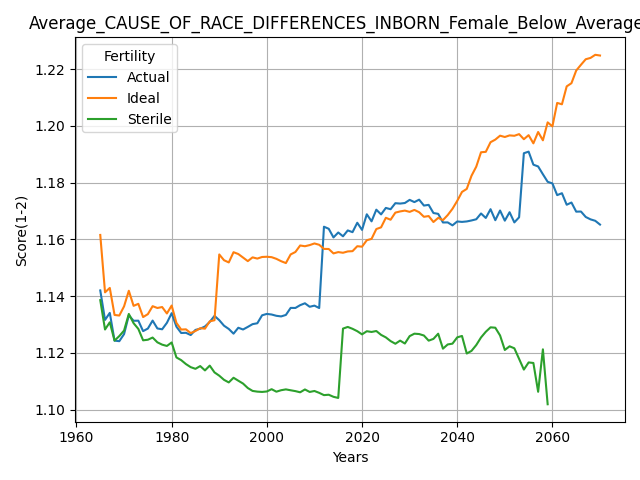 Average_CAUSE_OF_RACE_DIFFERENCES_INBORN_Female_Below_Average
Fertility
Actual
Ideal
Sterile
Score(1-2)
1.22
1.20
1.18
1.16
1.14
1.12
1.10
1960 1980 2000 2020 2040 2060
Years